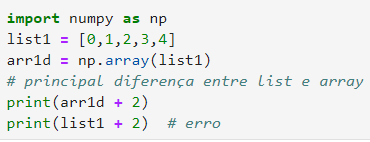 import numpy as np
list1 = [0,1,2,3,4]
arr1d = np.array(list1)
# principal diferença entre list e array
print(arr1d + 2)
print(list1 + 2)  # erro